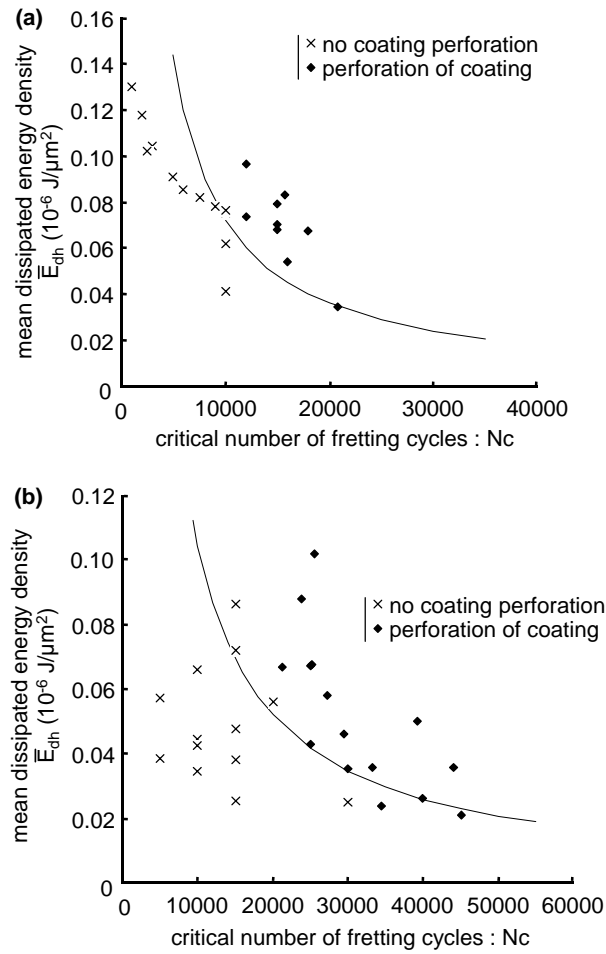 (a)
× no coating perforation
◆ perforation of coating
mean dissipated energy density
E̅dh (10⁻⁶ J/µm²)
0.16
0.14
0.12
0.10
0.08
0.06
0.04
0.02
0
0 10000 20000 30000 40000
critical number of fretting cycles : Nc
(b)
× no coating perforation
◆ perforation of coating
mean dissipated energy density
E̅dh (10⁻⁶ J/µm²)
0.12
0.10
0.08
0.06
0.04
0.02
0
0 10000 20000 30000 40000 50000 60000
critical number of fretting cycles : Nc